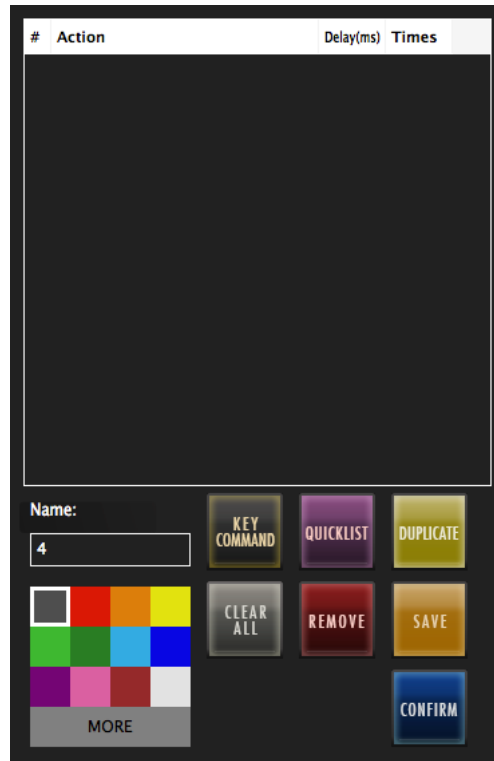 # Action Delay(ms) Times
Name:
4
KEY
COMMAND
QUICKLIST
DUPLICATE
CLEAR
ALL
REMOVE
SAVE
MORE
CONFIRM